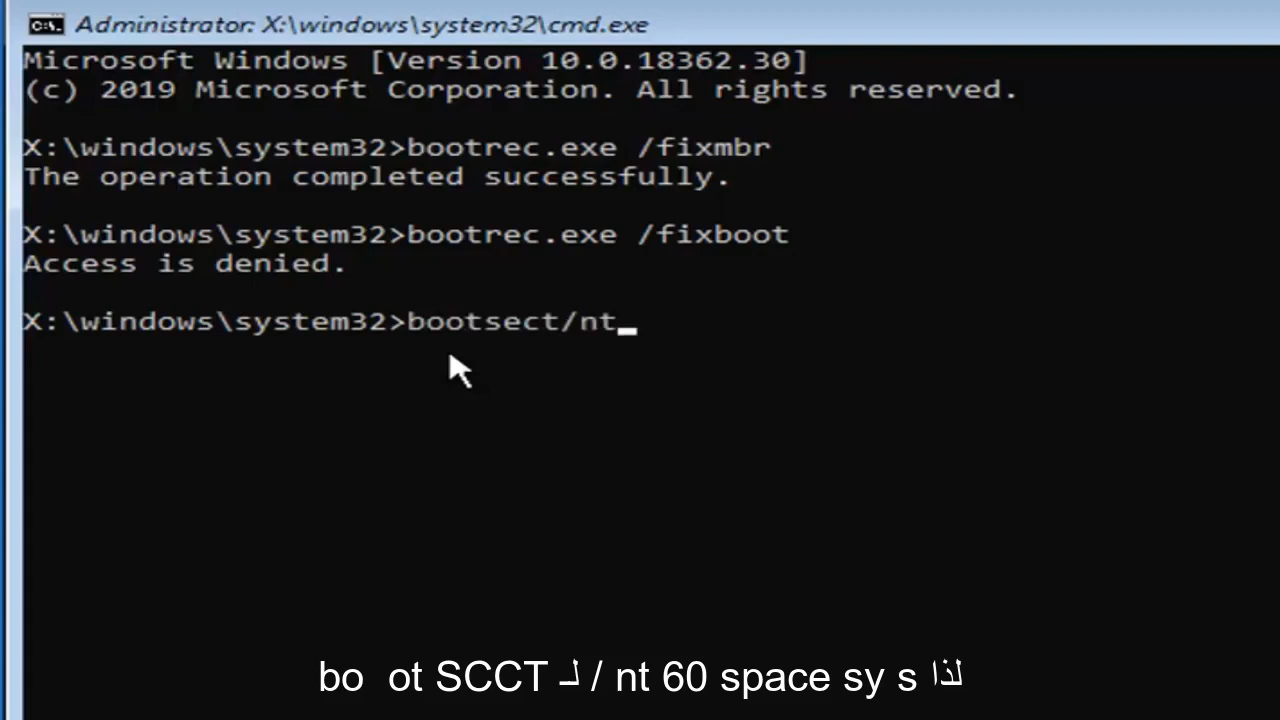 Administrator: X:\windows\system32\cmd.exe
Microsoft Windows [Version 10.0.18362.30]
(c) 2019 Microsoft Corporation. All rights reserved.
X:\windows\system32>bootrec.exe /fixmbr
The operation completed successfully.
X:\windows\system32>bootrec.exe /fixboot
Access is denied.
X:\windows\system32>bootsect/nt_
لذا bo ot SCCT لـ / nt 60 space sy s